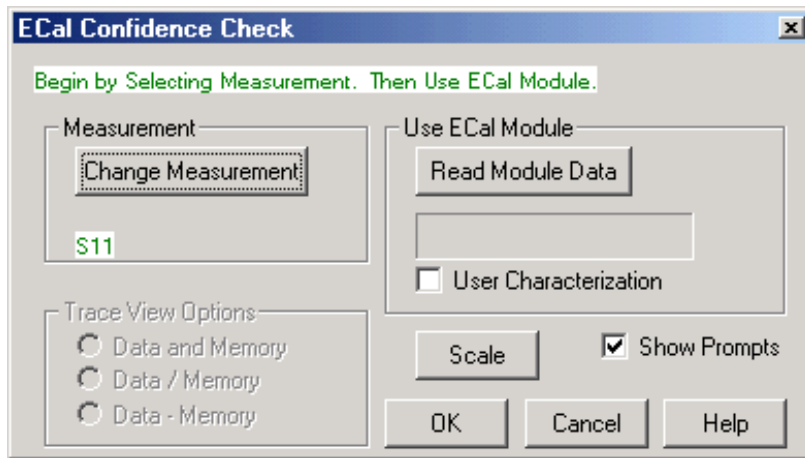 ECal Confidence Check
Begin by Selecting Measurement. Then Use ECal Module.
Measurement
Change Measurement
S11
Use ECal Module
Read Module Data
User Characterization
Trace View Options
Data and Memory
Data / Memory
Data - Memory
Scale
Show Prompts
OK
Cancel
Help